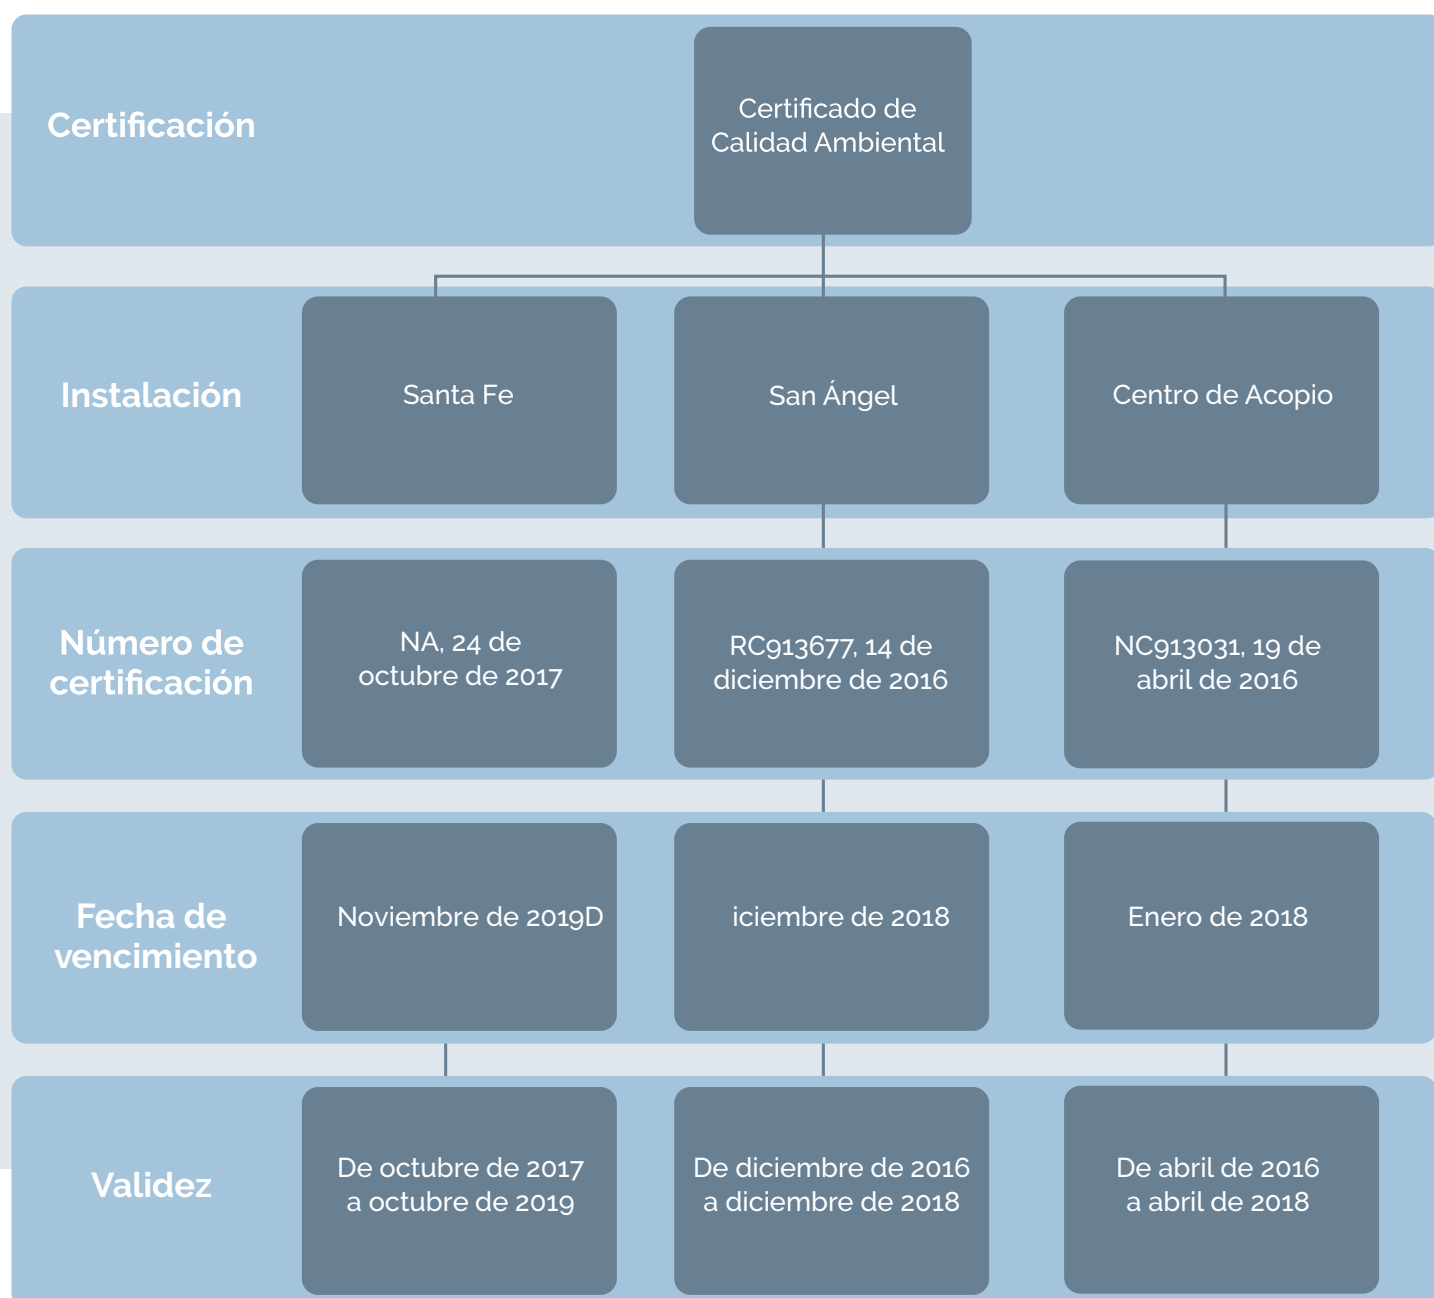 Certificación
Certificado de
Calidad Ambiental
Instalación
Santa Fe
San Ángel
Centro de Acopio
Número de
certificación
NA, 24 de
octubre de 2017
RC913677, 14 de
diciembre de 2016
NC913031, 19 de
abril de 2016
Fecha de
vencimiento
Noviembre de 2019D
iciembre de 2018
Enero de 2018
Validez
De octubre de 2017
a octubre de 2019
De diciembre de 2016
a diciembre de 2018
De abril de 2016
a abril de 2018